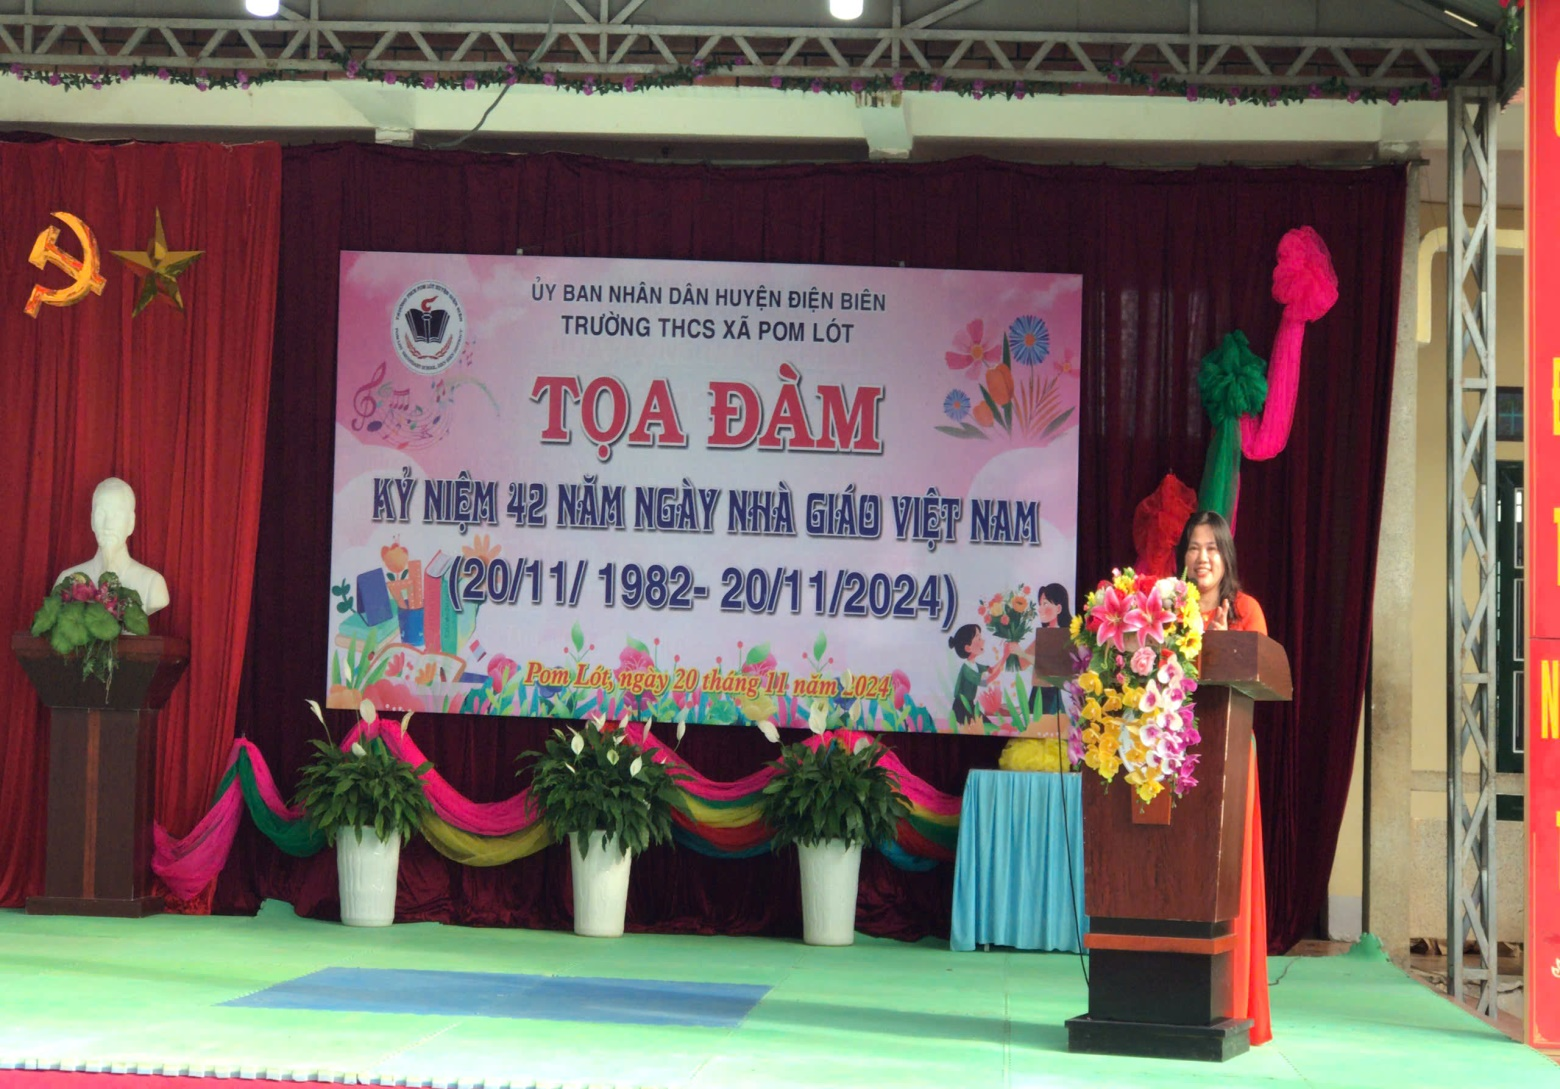 ỦY BAN NHÂN DÂN HUYỆN ĐIỆN BIÊN
TRƯỜNG THCS XÃ POM LÓT
TỌA ĐÀM
KỶ NIỆM 42 NĂM NGÀY NHÀ GIÁO VIỆT NAM
(20/11/ 1982- 20/11/2024)
Pom Lót, ngày 20 tháng 11 năm 2024